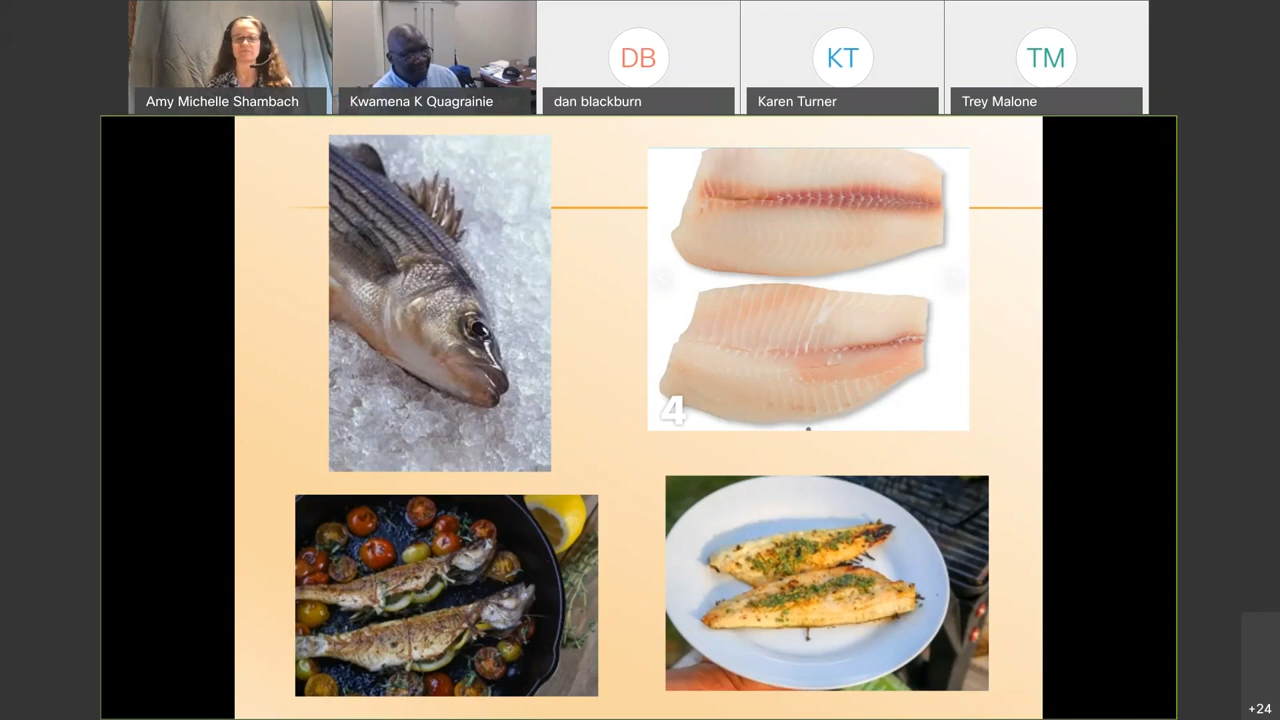 DB
KT
TM
Amy Michelle Shambach
Kwamena K Quagrainie
dan blackburn
Karen Turner
Trey Malone
4
+24